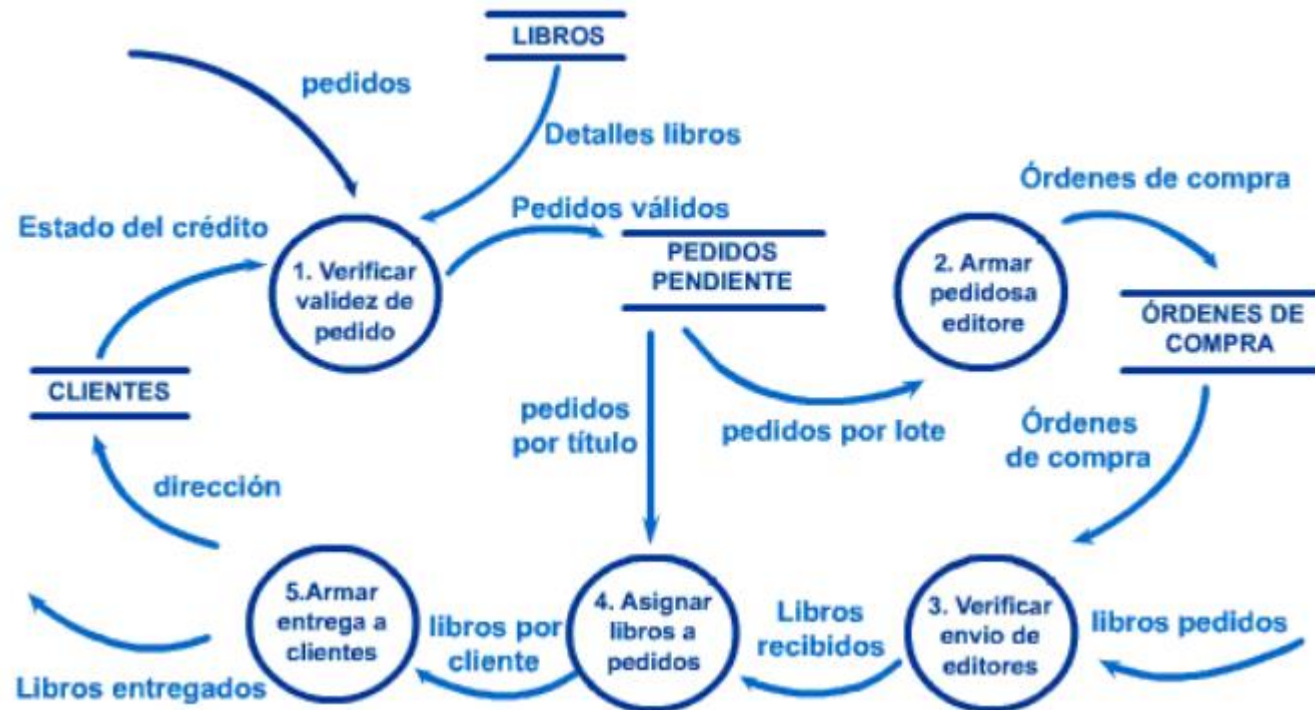 LIBROS
pedidos
Detalles libros
Órdenes de compra
Estado del crédito
Pedidos válidos
1. Verificar
validez de
pedido
PEDIDOS
PENDIENTE
2. Armar
pedidosa
editore
ÓRDENES DE
COMPRA
CLIENTES
pedidos
por título
pedidos por lote
Órdenes
de compra
dirección
5.Armar
entrega a
clientes
libros por
cliente
4. Asignar
libros a
pedidos
Libros
recibidos
3. Verificar
envio de
editores
libros pedidos
Libros entregados